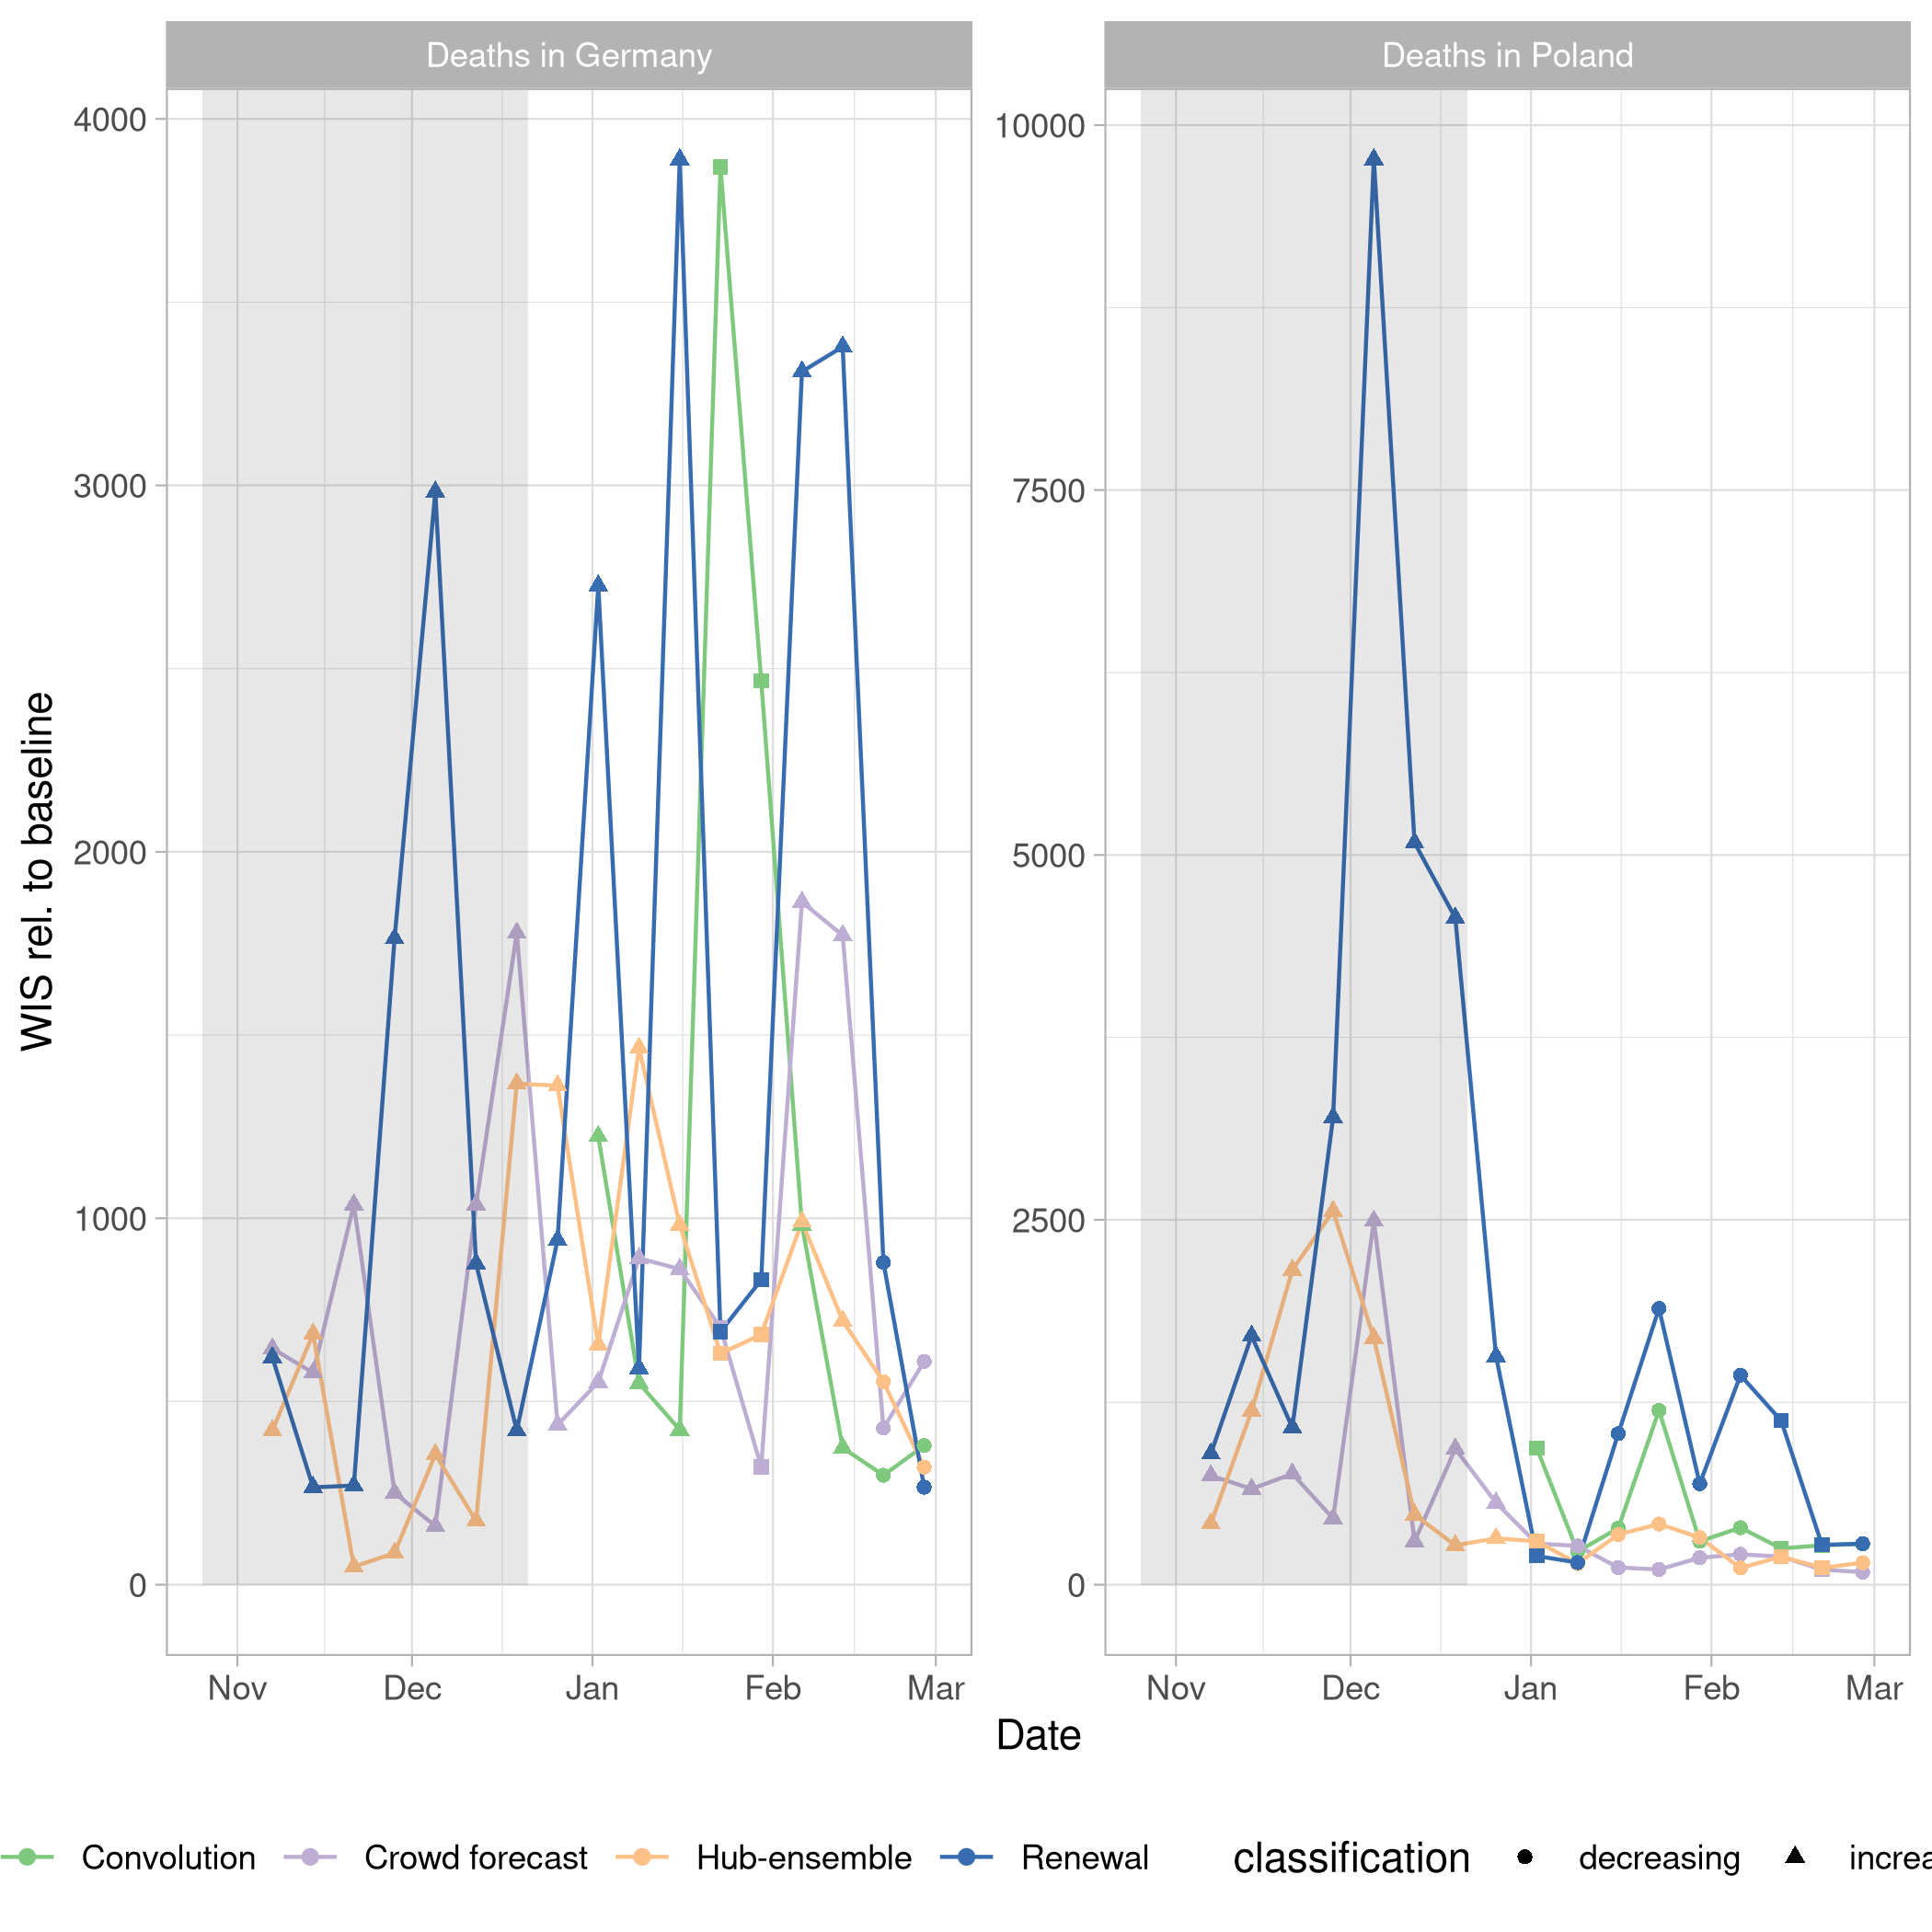 Deaths in Germany
Deaths in Poland
WIS rel. to baseline
4000
3000
2000
1000
0
10000
7500
5000
2500
0
Nov Dec Jan Feb Mar
Nov Dec Jan Feb Mar
Date
Convolution Crowd forecast Hub-ensemble Renewal classification decreasing